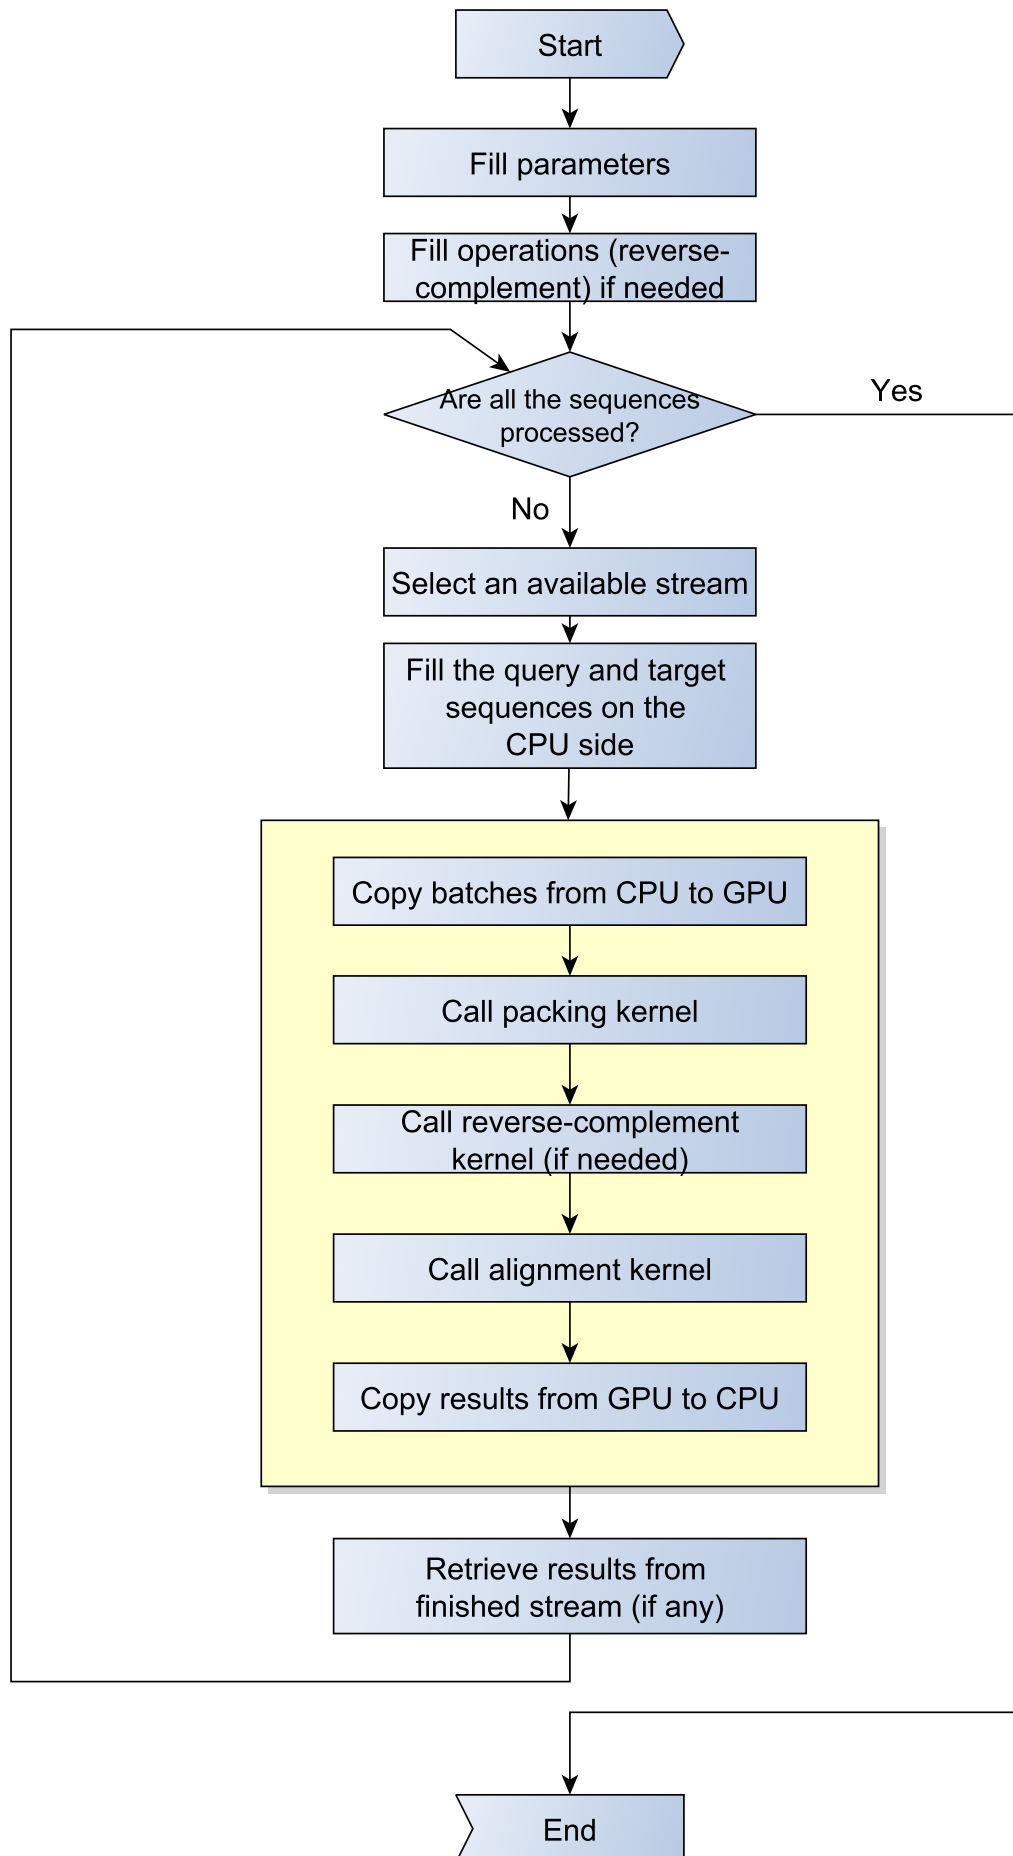 Start
Fill parameters
Fill operations (reverse-
complement) if needed
Are all the sequences
processed?
Yes
No
Select an available stream
Fill the query and target
sequences on the
CPU side
Copy batches from CPU to GPU
Call packing kernel
Call reverse-complement
kernel (if needed)
Call alignment kernel
Copy results from GPU to CPU
Retrieve results from
finished stream (if any)
End